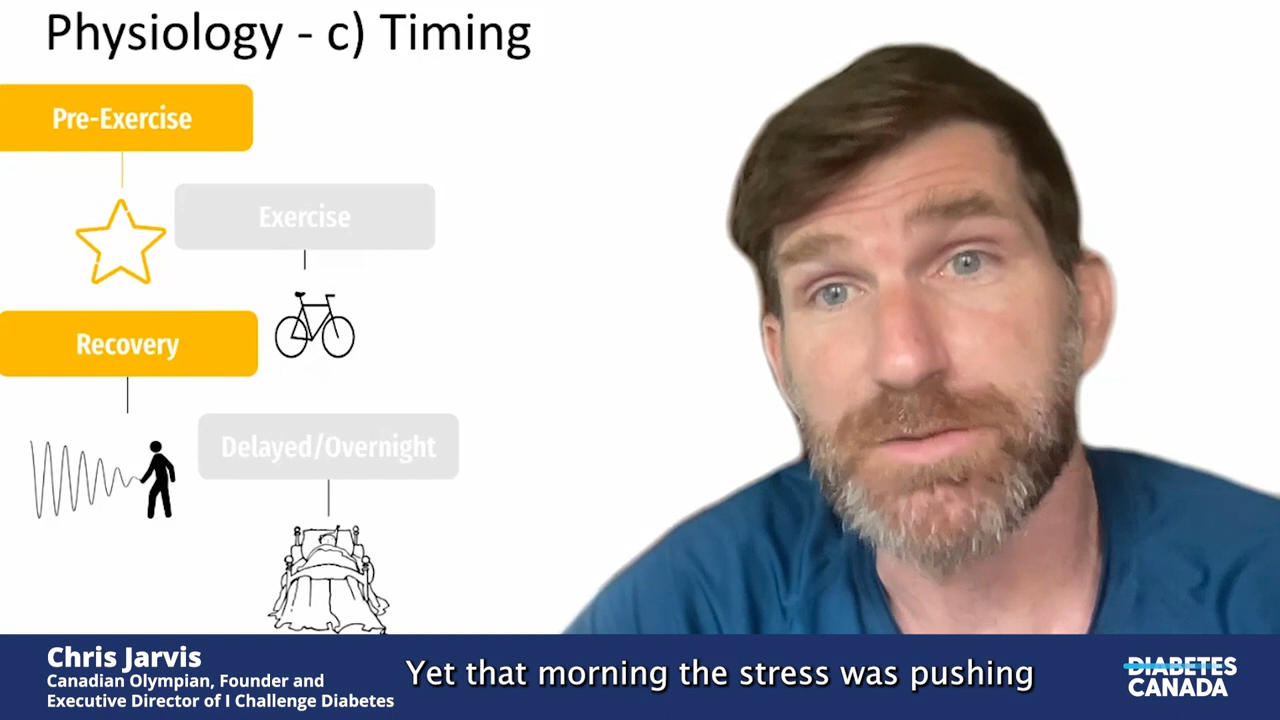 Physiology - c) Timing
Pre-Exercise
Exercise
Recovery
Delayed/Overnight
Chris Jarvis
Canadian Olympian, Founder and
Executive Director of I Challenge Diabetes
Yet that morning the stress was pushing
DIABETES
CANADA